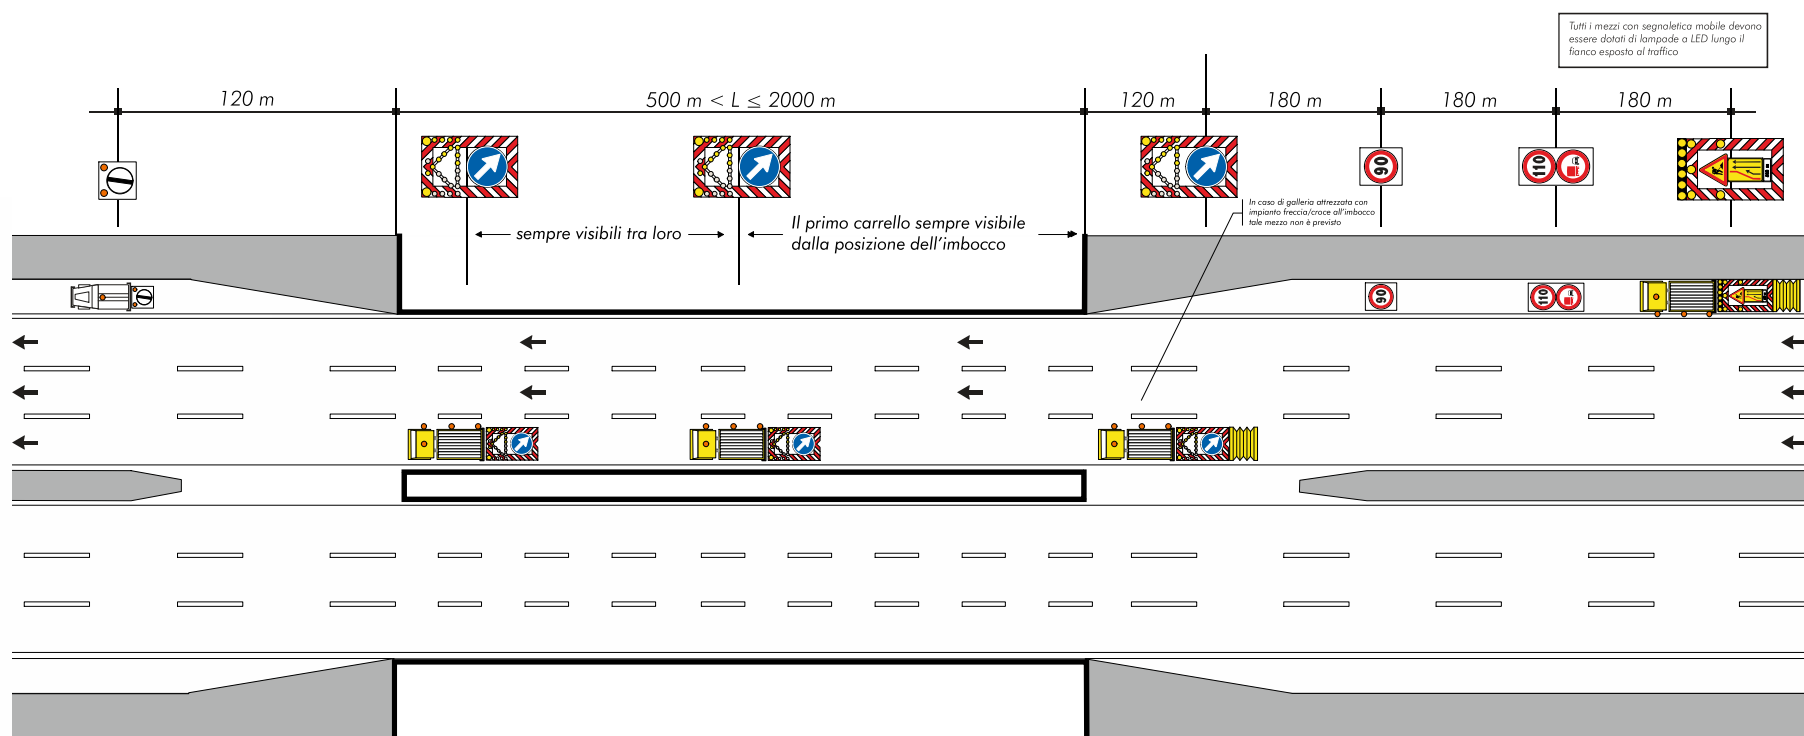 Tutti i mezzi con segnaletica mobile devono
essere dotati di lampade a LED lungo il
fianco esposto al traffico
120 m
500 m < L ≤ 2000 m
120 m
180 m
180 m
180 m
90
110
In caso di galleria attrezzata con
impianto freccia/croce all'imbocco
tale mezzo non è previsto
sempre visibili tra loro
Il primo carrello sempre visibile
dalla posizione dell'imbocco
90
110